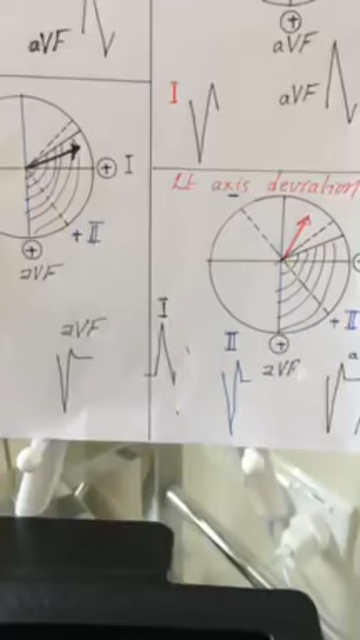 aVF
+
aVF
I
aVF
Lt axis deviation
+ I
+ II
+
aVF
+ II
+
aVF
aVF
I
II
a